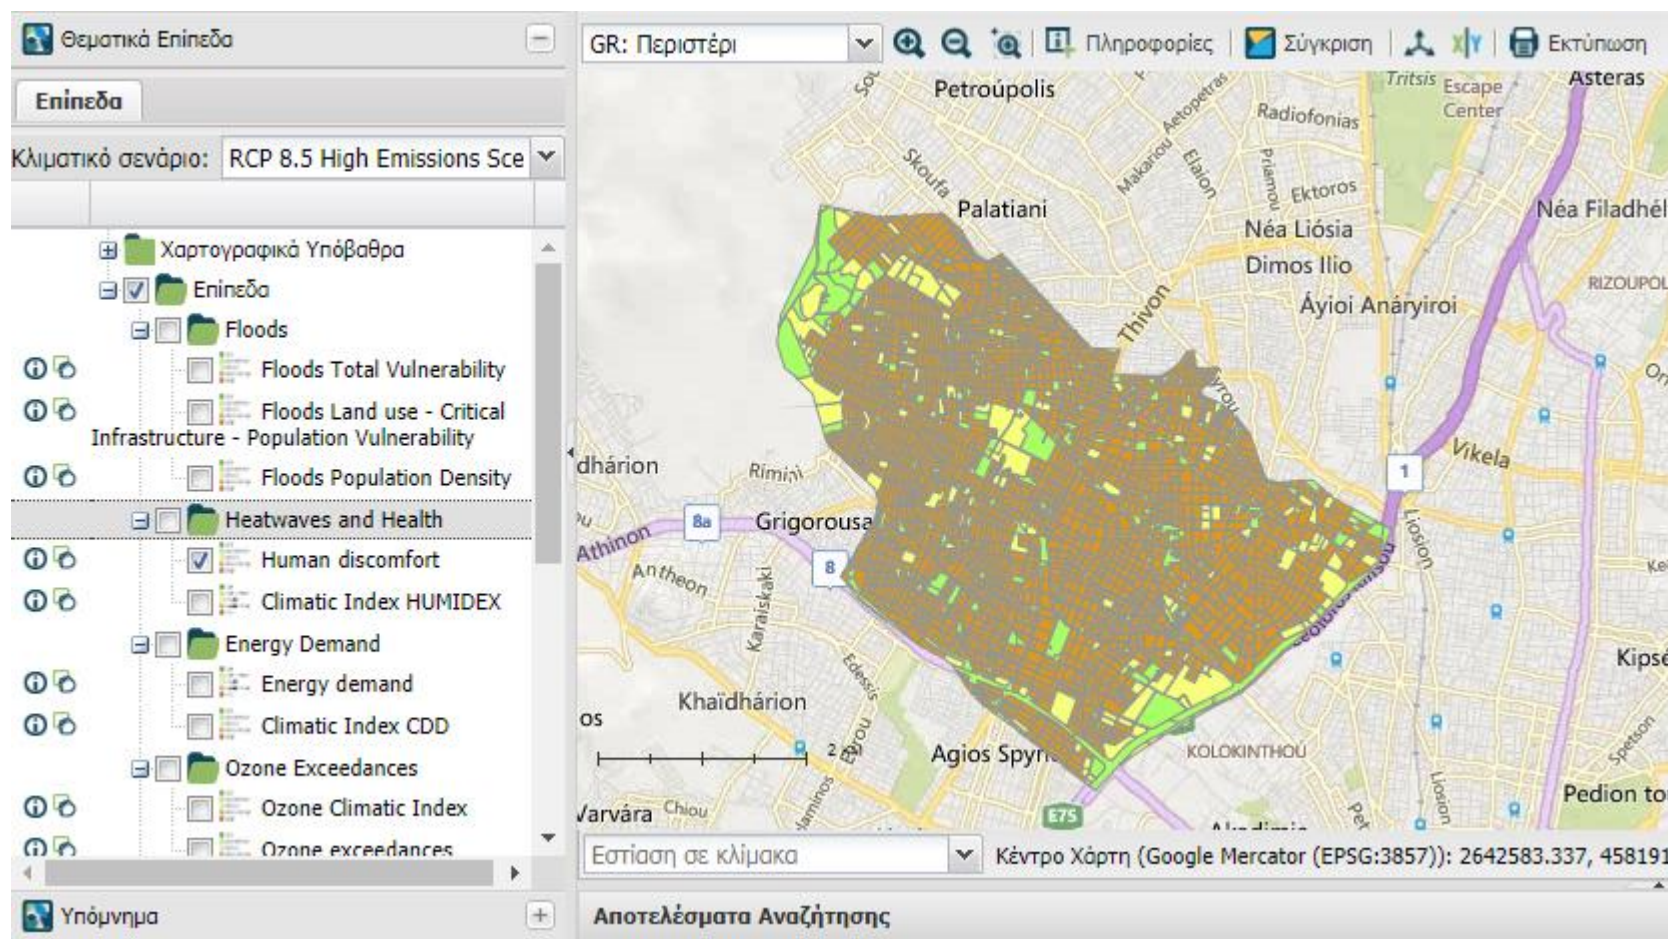 Θεματικά Επίπεδα
Επίπεδα
Κλιματικό σενάριο: RCP 8.5 High Emissions Sce
Χαρτογραφικά Υπόβαθρα
Επίπεδα
Floods
Floods Total Vulnerability
Floods Land use - Critical
Infrastructure - Population Vulnerability
Floods Population Density
Heatwaves and Health
Human discomfort
Climatic Index HUMIDEX
Energy Demand
Energy demand
Climatic Index CDD
Ozone Exceedances
Ozone Climatic Index
Ozone exceedances
Υπόμνημα
GR: Περιστέρι
Πληροφορίες
Σύγκριση
X|Y
Εκτύπωση
Petroúpolis
Aetopetras
Radiofonias
Tritsis
Escape
Center
Asteras
Skoufa
Makariou
Elaion
Priamou
Ektoros
Palatiani
Néa Liósia
Néa Filadhél
Dimos Ilio
RIZOUPOL
Áyioi Anáryiroi
Thivon
dhárion
Rimini
Vikela
1
8a
Grigorousa
Athinon
8
Antheon
Karaiskaki
Liosion
Edessis
Kipsé
Khaïdhárion
os
2
Agios Spyr
KOLOKINTHOU
Spetson
Varvára
Chiou
E75
Liosion
Pedion to
Εστίαση σε κλίμακα
Κέντρο Χάρτη (Google Mercator (EPSG:3857)): 2642583.337, 458191
Αποτελέσματα Αναζήτησης